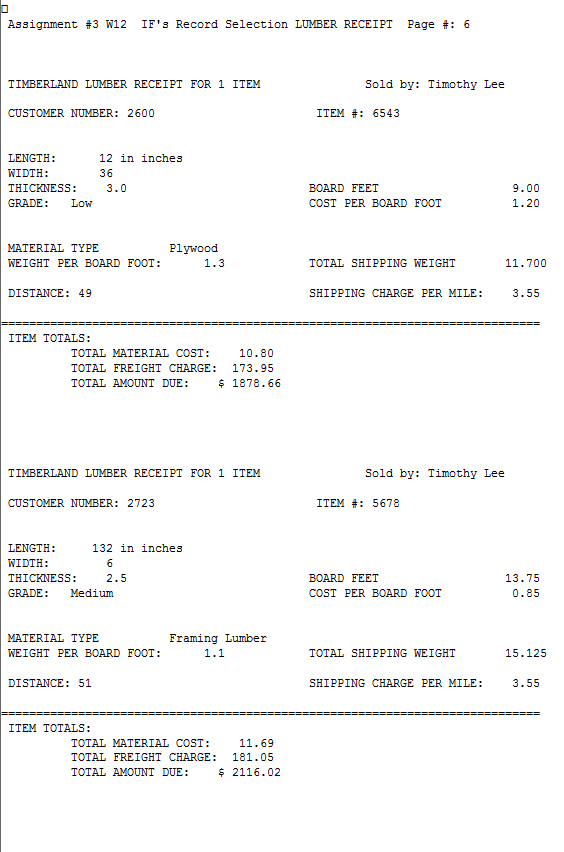 Assignment #3 W12  IF's Record Selection LUMBER RECEIPT  Page #: 6
TIMBERLAND LUMBER RECEIPT FOR 1 ITEM               Sold by: Timothy Lee
CUSTOMER NUMBER: 2600                       ITEM #: 6543
LENGTH:      12 in inches
WIDTH:       36
THICKNESS:    3.0                          BOARD FEET                   9.00
GRADE:   Low                               COST PER BOARD FOOT          1.20
MATERIAL TYPE          Plywood
WEIGHT PER BOARD FOOT:      1.3            TOTAL SHIPPING WEIGHT       11.700
DISTANCE: 49                               SHIPPING CHARGE PER MILE:    3.55
=============================================================================
ITEM TOTALS:
TOTAL MATERIAL COST:    10.80
TOTAL FREIGHT CHARGE:  173.95
TOTAL AMOUNT DUE:    $ 1878.66
TIMBERLAND LUMBER RECEIPT FOR 1 ITEM               Sold by: Timothy Lee
CUSTOMER NUMBER: 2723                       ITEM #: 5678
LENGTH:     132 in inches
WIDTH:        6
THICKNESS:    2.5                          BOARD FEET                  13.75
GRADE:   Medium                            COST PER BOARD FOOT          0.85
MATERIAL TYPE          Framing Lumber
WEIGHT PER BOARD FOOT:      1.1            TOTAL SHIPPING WEIGHT       15.125
DISTANCE: 51                               SHIPPING CHARGE PER MILE:    3.55
=============================================================================
ITEM TOTALS:
TOTAL MATERIAL COST:    11.69
TOTAL FREIGHT CHARGE:  181.05
TOTAL AMOUNT DUE:    $ 2116.02